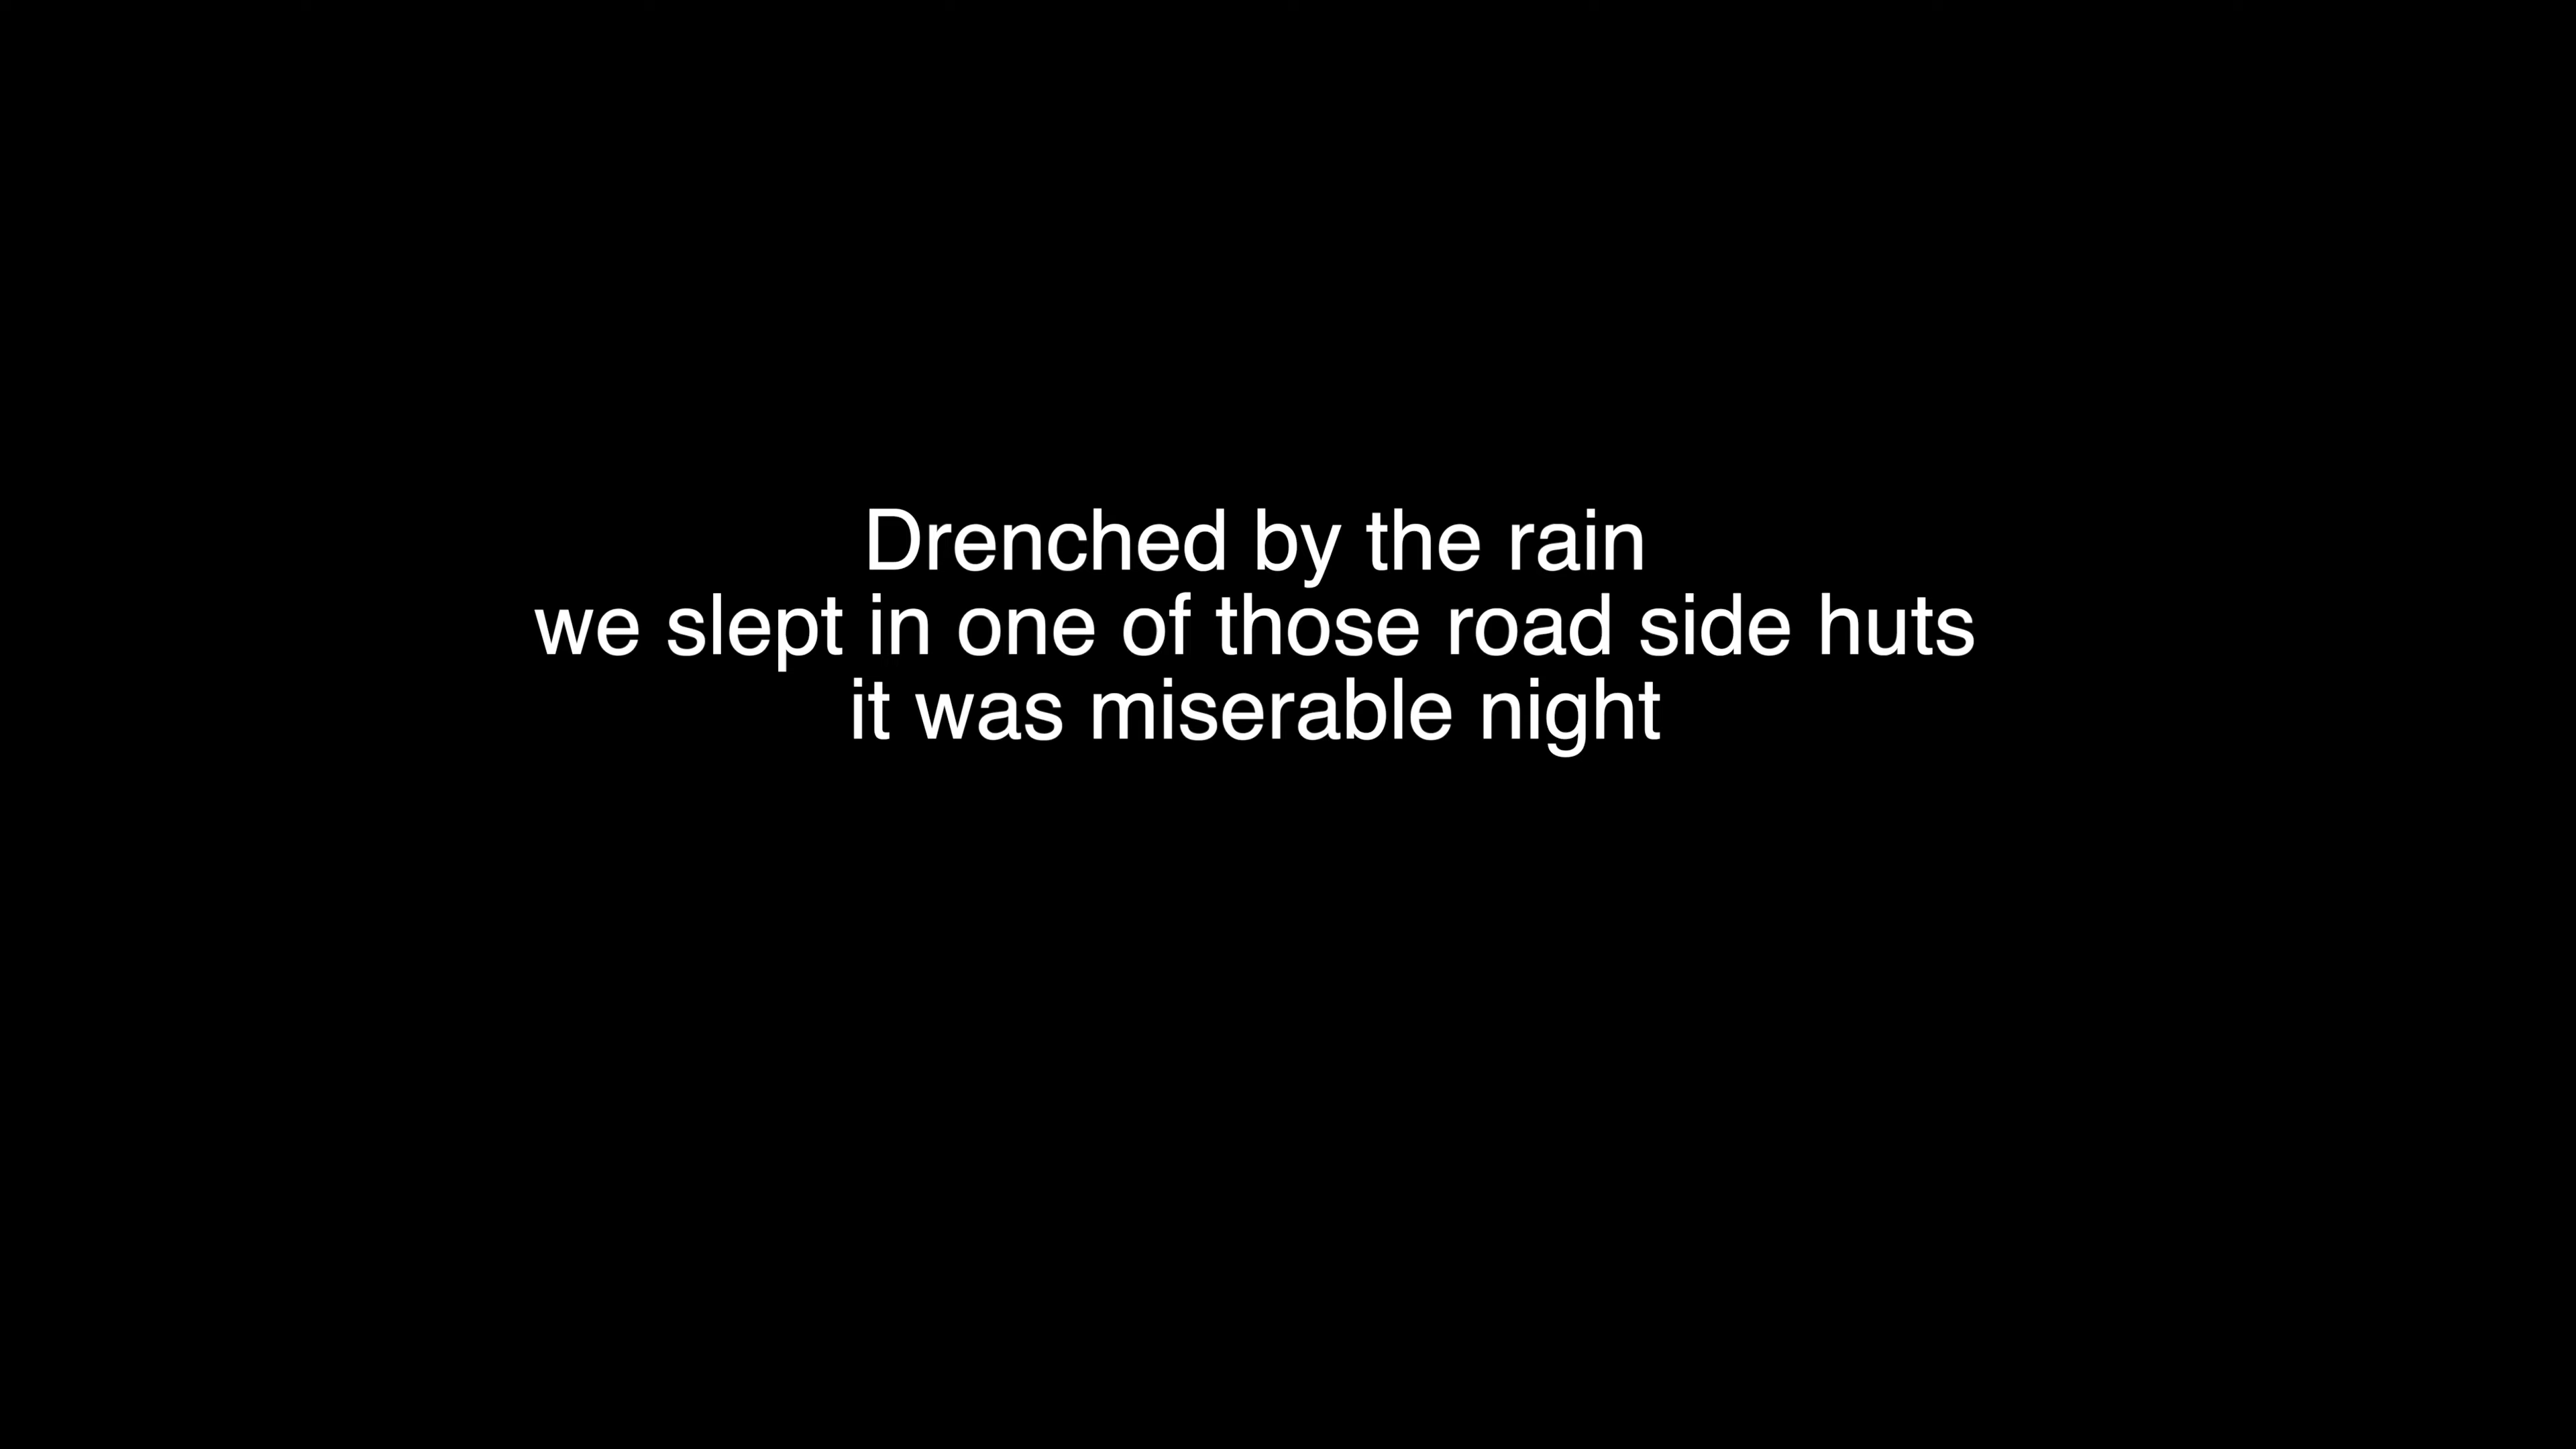 Drenched by the rain
we slept in one of those road side huts
it was miserable night